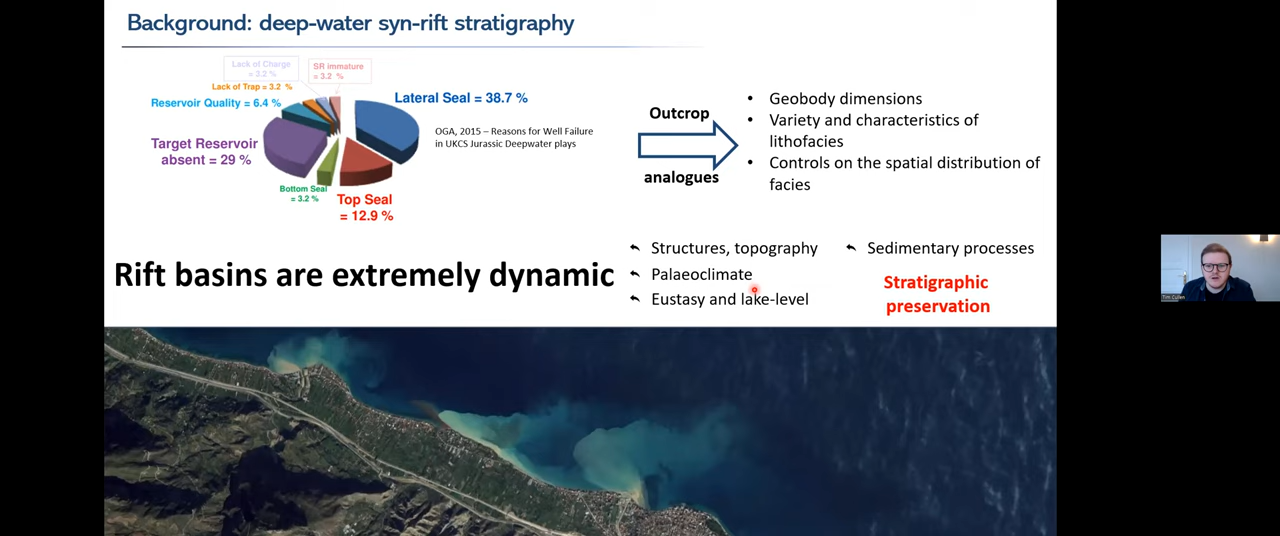 Background: deep-water syn-rift stratigraphy
Lack of Charge
= 3.2 %
SR immature
= 3.2 %
Lack of Trap = 3.2 %
Reservoir Quality = 6.4 %
Lateral Seal = 38.7 %
Target Reservoir
absent = 29 %
Bottom Seal
= 3.2 %
Top Seal
= 12.9 %
OGA, 2015 – Reasons for Well Failure
in UKCS Jurassic Deepwater plays
Outcrop
analogues
• Geobody dimensions
• Variety and characteristics of
lithofacies
• Controls on the spatial distribution of
facies
Rift basins are extremely dynamic
Structures, topography
Palaeoclimate
Eustasy and lake-level
Sedimentary processes
Stratigraphic
preservation
Tim Cullen